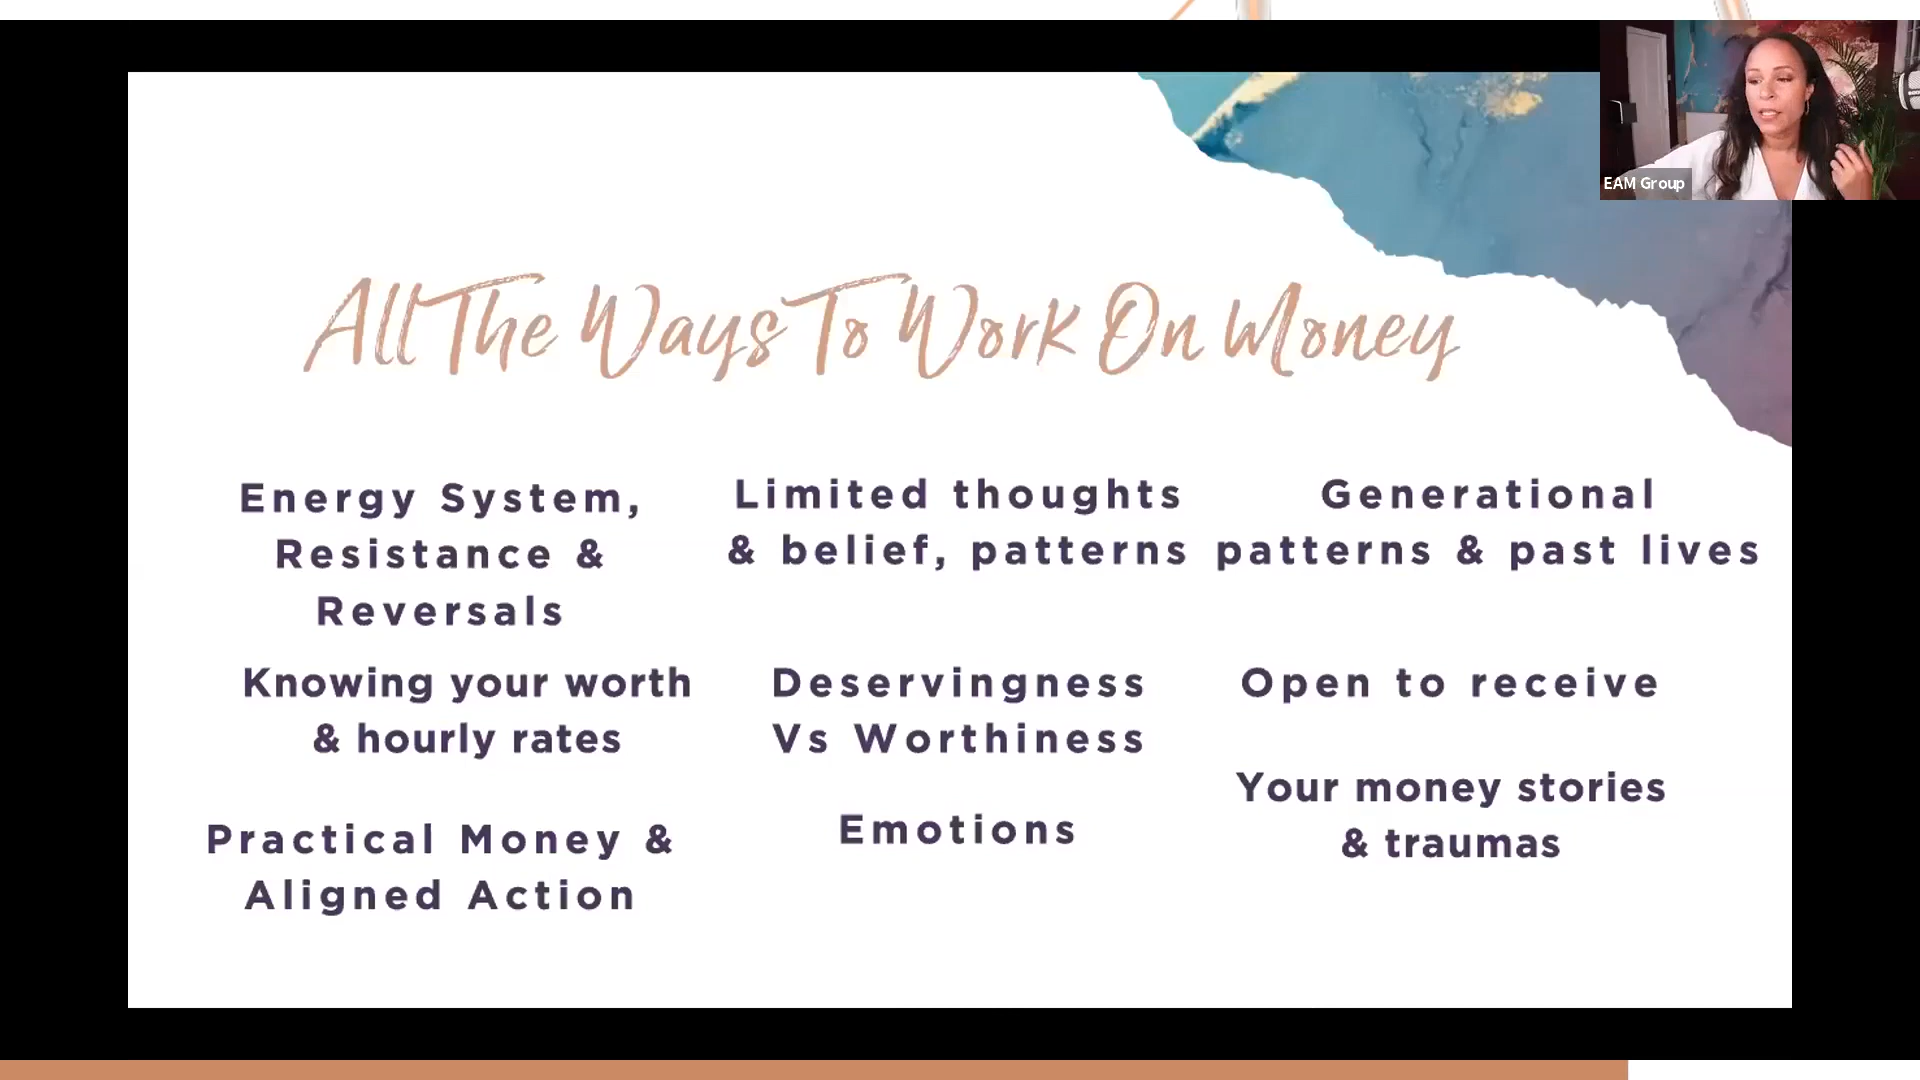 EAM Group
All The Ways To Work On Money
Energy System,
Resistance &
Reversals
Limited thoughts
& belief, patterns
Generational
patterns & past lives
Knowing your worth
& hourly rates
Deservingness
Vs Worthiness
Open to receive
Practical Money &
Aligned Action
Emotions
Your money stories
& traumas